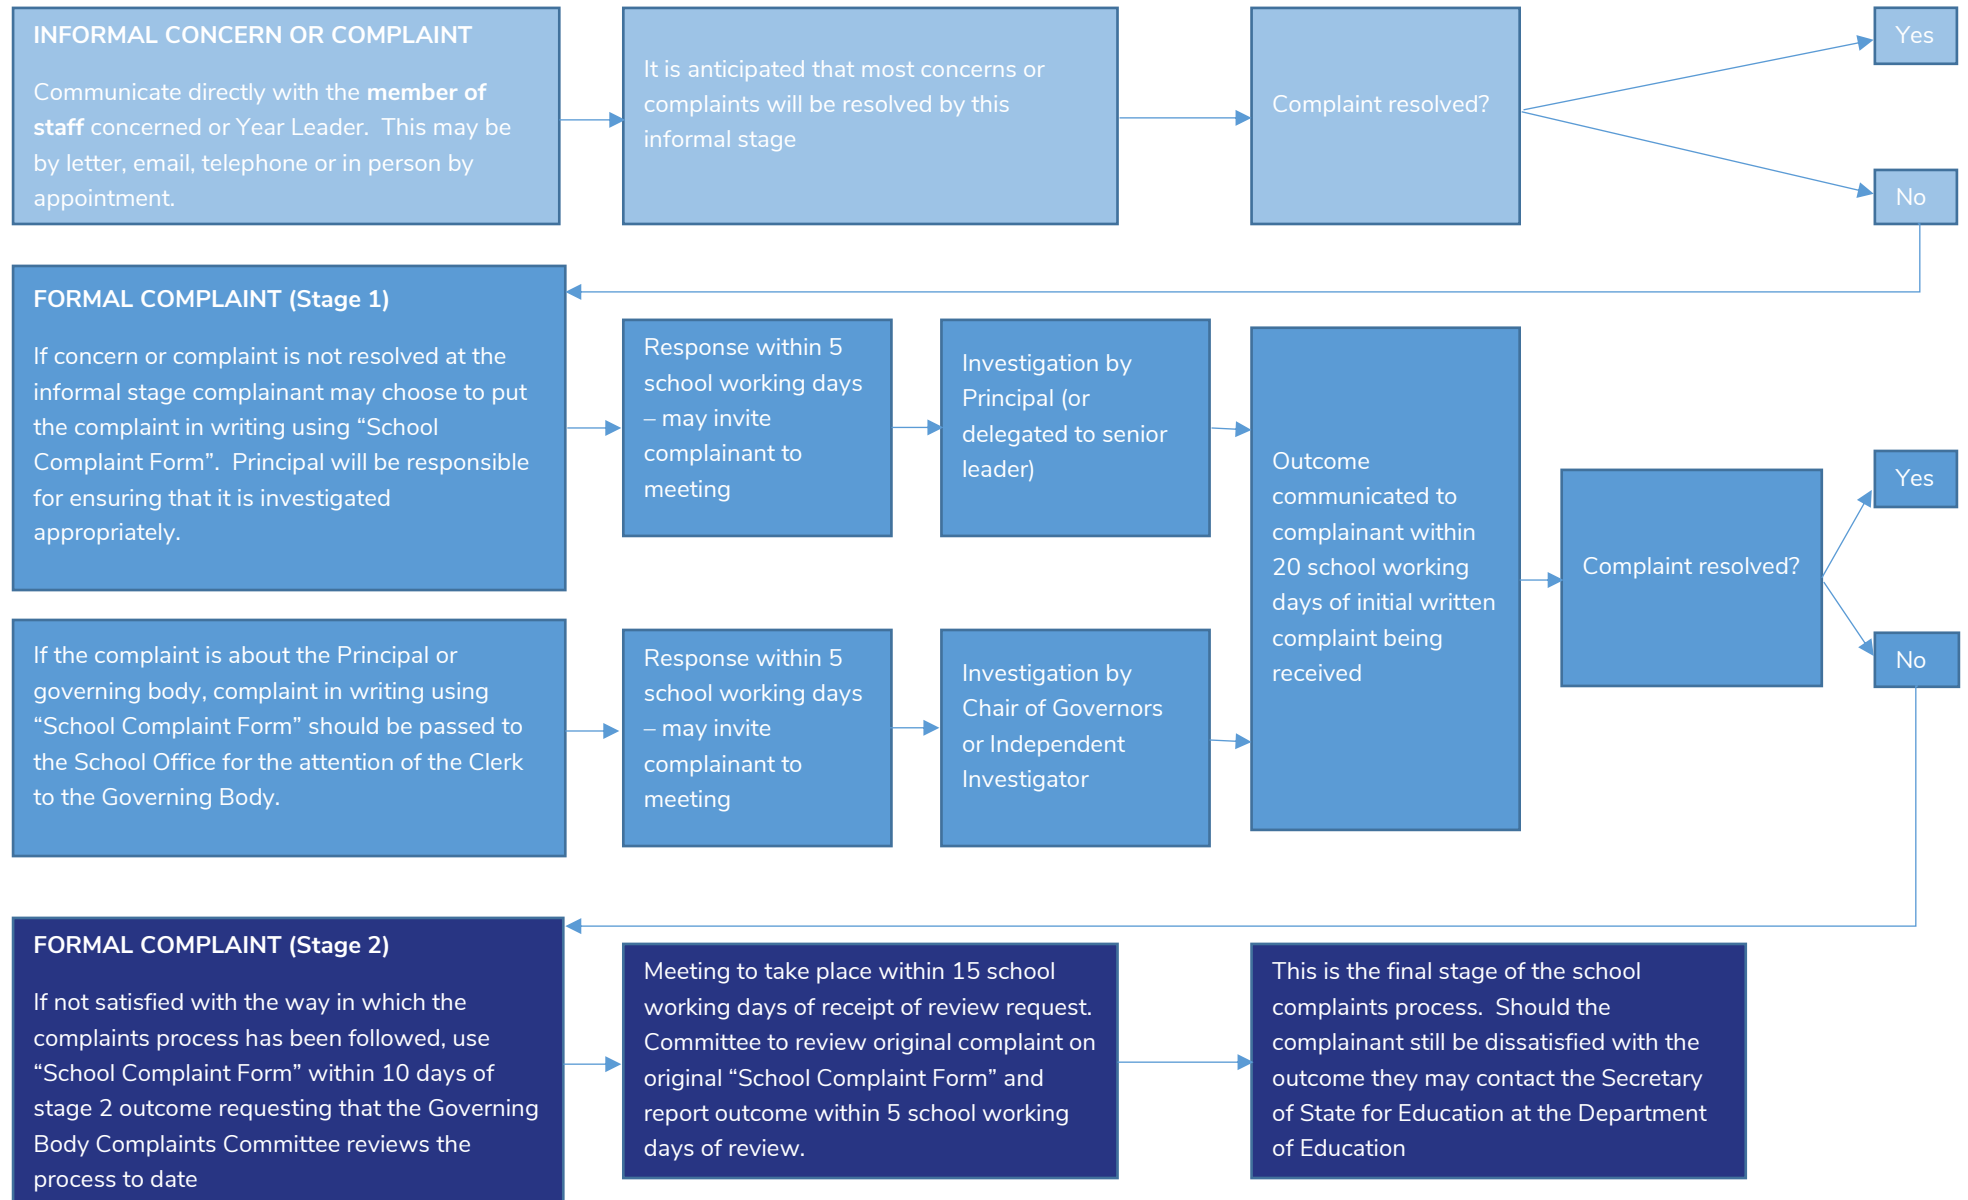 INFORMAL CONCERN OR COMPLAINT
Communicate directly with the member of
staff concerned or Year Leader.  This may be
by letter, email, telephone or in person by
appointment.
It is anticipated that most concerns or
complaints will be resolved by this
informal stage
Complaint resolved?
Yes
No
FORMAL COMPLAINT (Stage 1)
If concern or complaint is not resolved at the
informal stage complainant may choose to put
the complaint in writing using “School
Complaint Form”.  Principal will be responsible
for ensuring that it is investigated
appropriately.
Response within 5
school working days
– may invite
complainant to
meeting
Investigation by
Principal (or
delegated to senior
leader)
If the complaint is about the Principal or
governing body, complaint in writing using
“School Complaint Form” should be passed to
the School Office for the attention of the Clerk
to the Governing Body.
Response within 5
school working days
– may invite
complainant to
meeting
Investigation by
Chair of Governors
or Independent
Investigator
Outcome
communicated to
complainant within
20 school working
days of initial written
complaint being
received
Complaint resolved?
Yes
No
FORMAL COMPLAINT (Stage 2)
If not satisfied with the way in which the
complaints process has been followed, use
“School Complaint Form” within 10 days of
stage 2 outcome requesting that the Governing
Body Complaints Committee reviews the
process to date
Meeting to take place within 15 school
working days of receipt of review request.
Committee to review original complaint on
original “School Complaint Form” and
report outcome within 5 school working
days of review.
This is the final stage of the school
complaints process.  Should the
complainant still be dissatisfied with the
outcome they may contact the Secretary
of State for Education at the Department
of Education